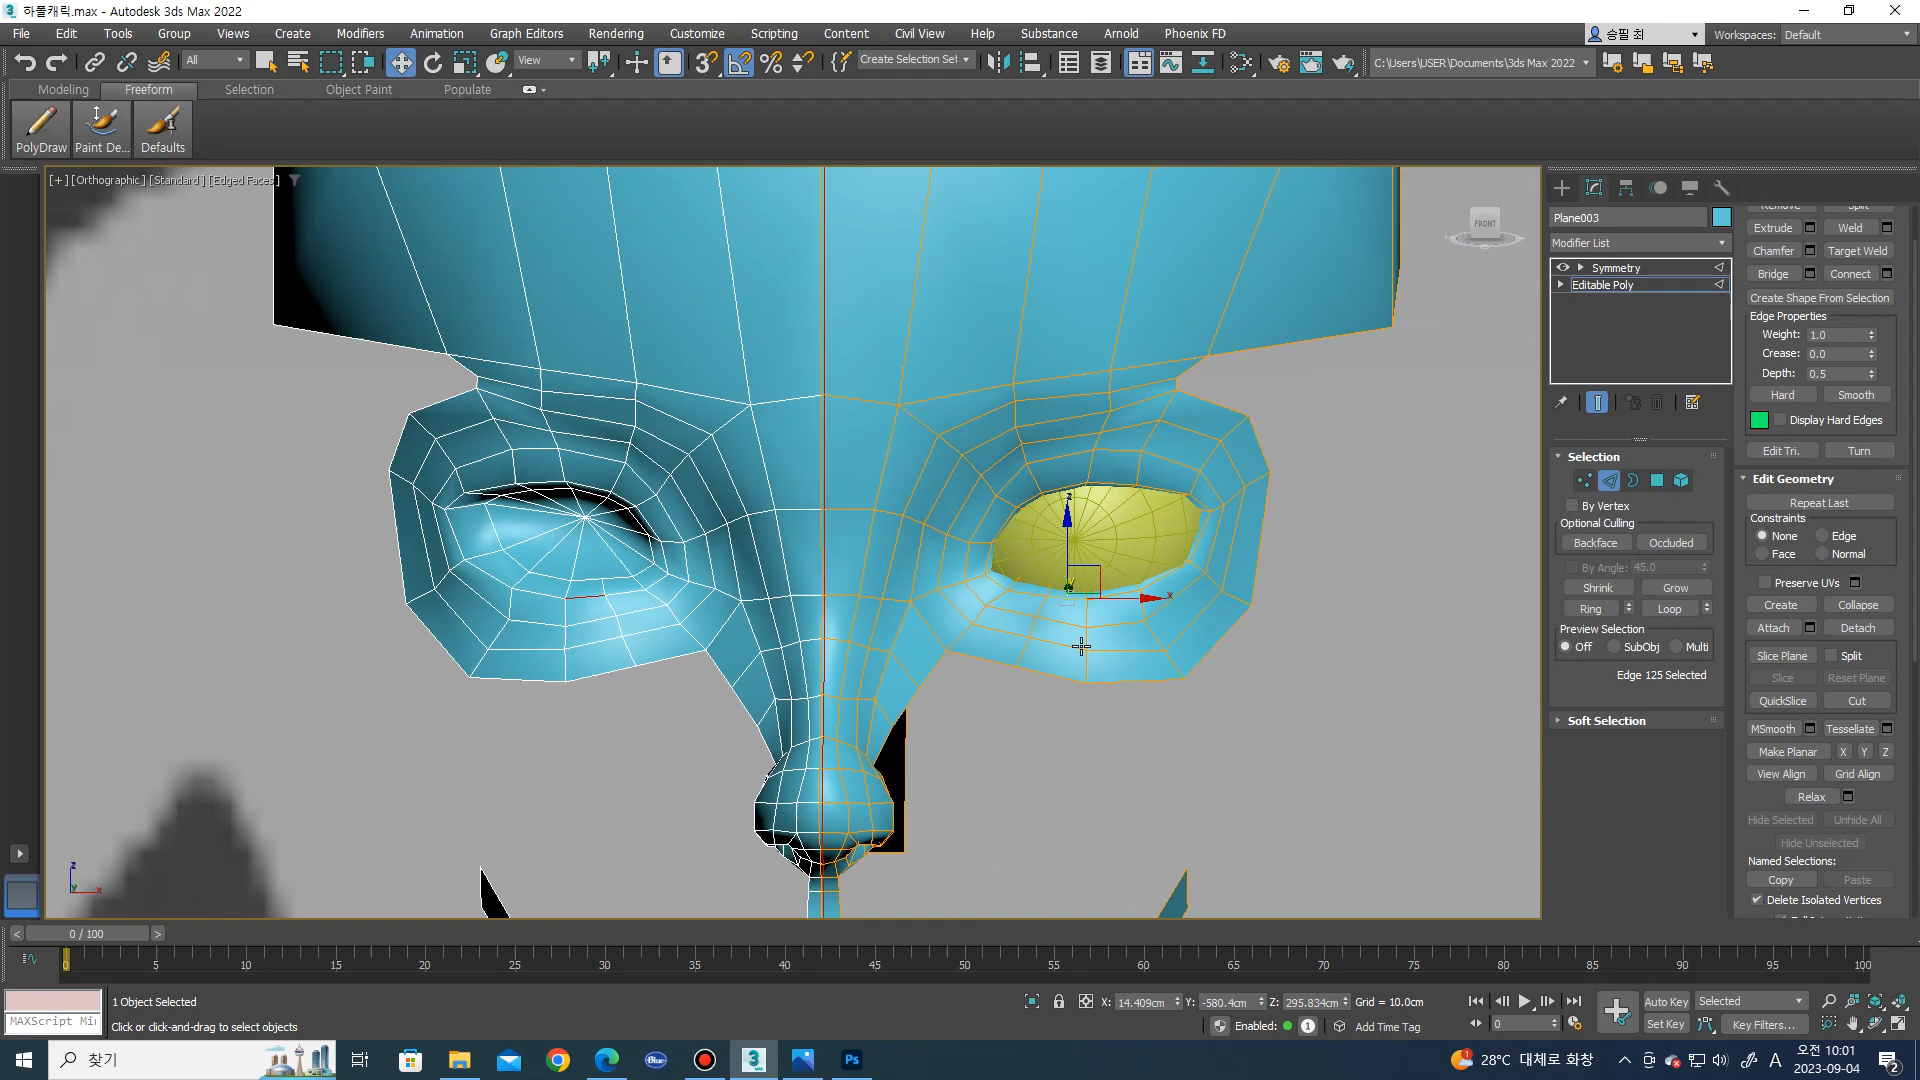 하롤캐릭.max - Autodesk 3ds Max 2022
File Edit Tools Group Views Create Modifiers Animation Graph Editors Rendering Customize Scripting Content Civil View Help Substance Arnold Phoenix FD
승필 최 Workspaces: Default
All View Create Selection Set C:\Users\USER\Documents\3ds Max 2022
Modeling Freeform Selection Object Paint Populate
PolyDraw Paint De... Defaults
[+] [Orthographic] [Standard] [Edged Faces]
FRONT
Plane003
Modifier List
Symmetry
Editable Poly
Selection
By Vertex
Optional Culling
Backface Occluded
By Angle: 45.0
Shrink Grow
Ring Loop
Preview Selection
Off SubObj Multi
Edge 125 Selected
Soft Selection
Remove Split
Extrude Weld
Chamfer Target Weld
Bridge Connect
Create Shape From Selection
Edge Properties
Weight: 1.0
Crease: 0.0
Depth: 0.5
Hard Smooth
Display Hard Edges
Edit Tri. Turn
Edit Geometry
Repeat Last
Constraints
None Edge
Face Normal
Preserve UVs
Create Collapse
Attach Detach
Slice Plane Split
Slice Reset Plane
QuickSlice Cut
MSmooth Tessellate
Make Planar X Y Z
View Align Grid Align
Relax
Hide Selected Unhide All
Hide Unselected
Named Selections:
Copy Paste
Delete Isolated Vertices
z
x
y
z
y x
0 / 100
0 5 10 15 20 25 30 35 40 45 50 55 60 65 70 75 80 85 90 95 100
1 Object Selected X: 14.409cm Y: -580.4cm Z: 295.834cm Grid = 10.0cm Auto Key Selected
MAXScript Mi Click or click-and-drag to select objects Enabled: 1 Add Time Tag 0 Set Key Key Filters...
찾기 28°C 대체로 화창 A 오전 10:01
2023-09-04 2